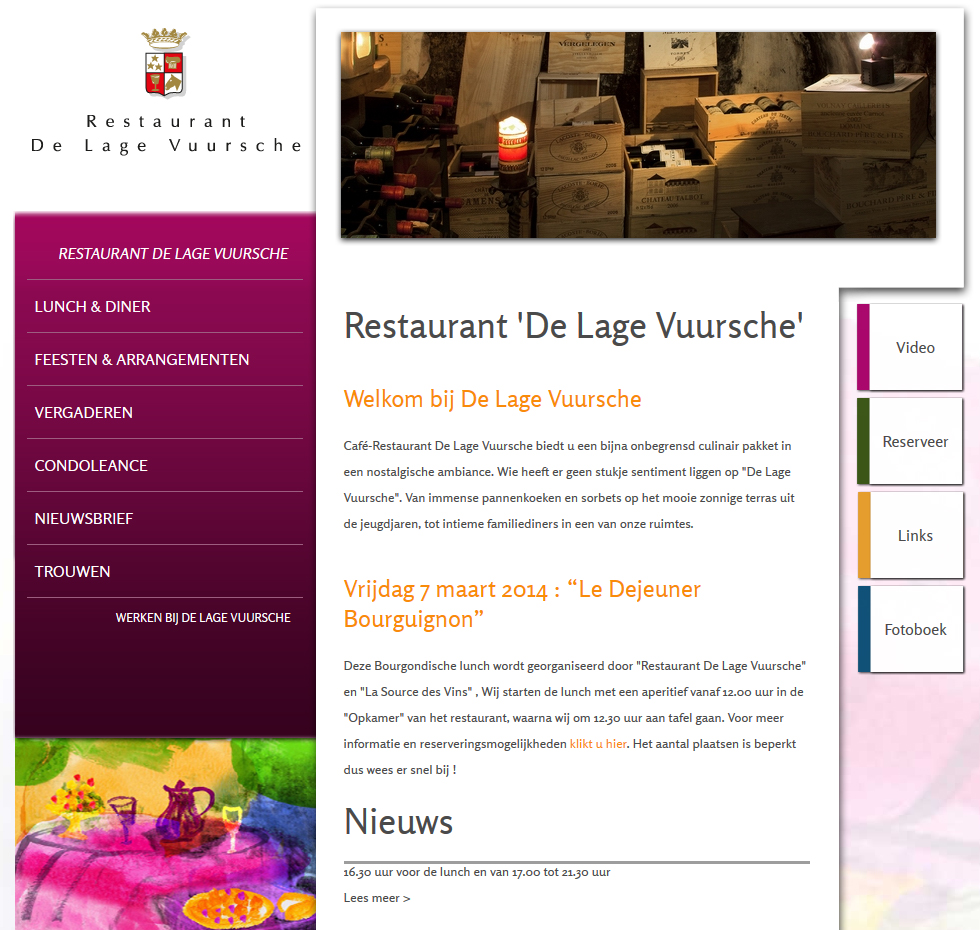 Restaurant
De Lage Vuursche
RESTAURANT DE LAGE VUURSCHE
LUNCH & DINER
FEESTEN & ARRANGEMENTEN
VERGADEREN
CONDOLEANCE
NIEUWSBRIEF
TROUWEN
WERKEN BIJ DE LAGE VUURSCHE
VERGELEGEN
CHATEAU TALBOT
Restaurant 'De Lage Vuursche'
Welkom bij De Lage Vuursche
Café-Restaurant De Lage Vuursche biedt u een bijna onbegrensd culinair pakket in
een nostalgische ambiance. Wie heeft er geen stukje sentiment liggen op "De Lage
Vuursche". Van immense pannenkoeken en sorbets op het mooie zonnige terras uit
de jeugdjaren, tot intieme familiediners in een van onze ruimtes.
Vrijdag 7 maart 2014 : “Le Dejeuner
Bourguignon”
Deze Bourgondische lunch wordt georganiseerd door "Restaurant De Lage Vuursche"
en "La Source des Vins" , Wij starten de lunch met een aperitief vanaf 12.00 uur in de
"Opkamer" van het restaurant, waarna wij om 12.30 uur aan tafel gaan. Voor meer
informatie en reserveringsmogelijkheden klikt u hier. Het aantal plaatsen is beperkt
dus wees er snel bij !
Nieuws
16.30 uur voor de lunch en van 17.00 tot 21.30 uur
Lees meer >
Video
Reserveer
Links
Fotoboek